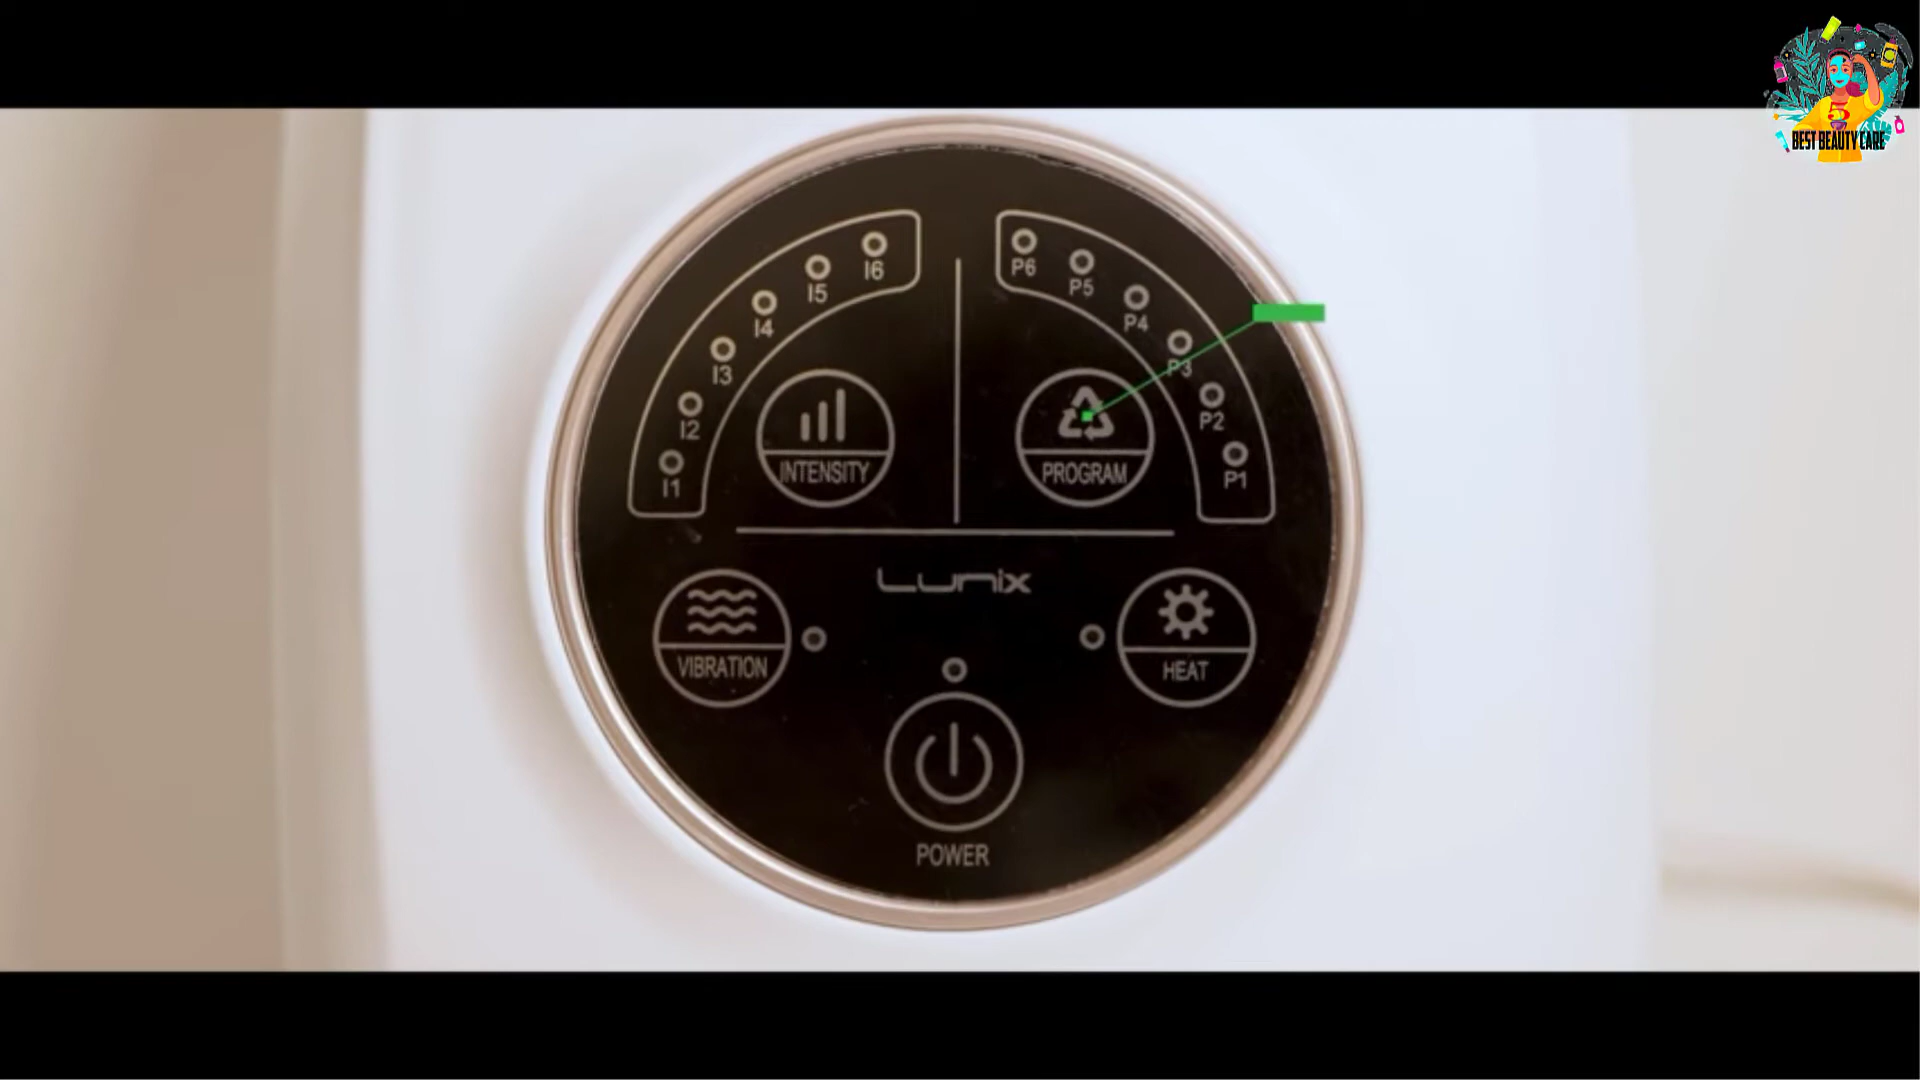 5
BEST BEAUTY CARE
I6
I5
I4
I3
I2
I1
P6
P5
P4
P3
P2
P1
INTENSITY
PROGRAM
Lunix
VIBRATION
HEAT
POWER